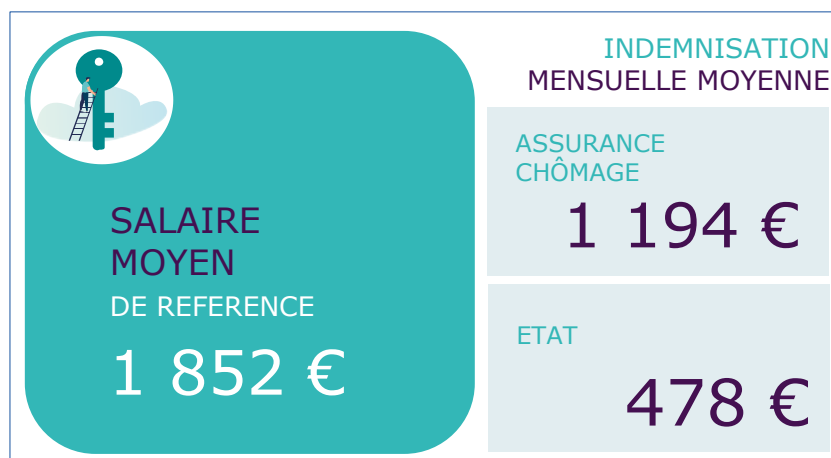 SALAIRE
MOYEN
DE REFERENCE
1 852 €
INDEMNISATION
MENSUELLE MOYENNE
ASSURANCE
CHÔMAGE
1 194 €
ETAT
478 €